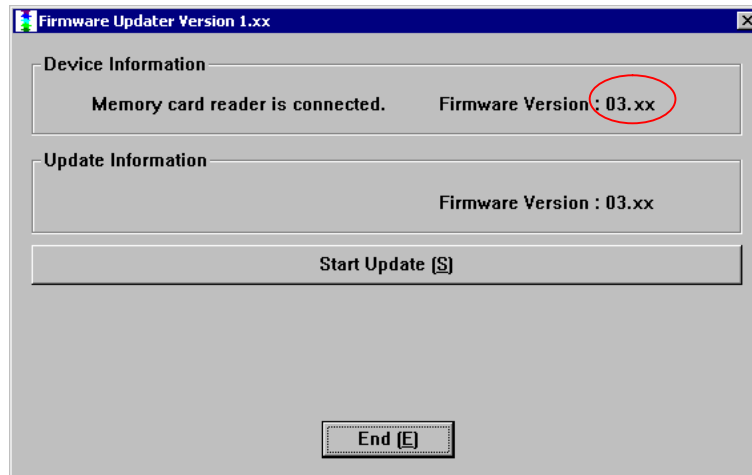 Firmware Updater Version 1.xx
Device Information
Memory card reader is connected. Firmware Version : 03.xx
Update Information
Firmware Version : 03.xx
Start Update (S)
End (E)